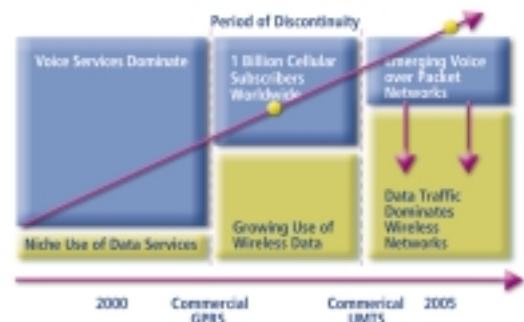 Period of Discontinuity
Voice Services Dominate
1 Billion Cellular
Subscribers
Worldwide
Emerging Voice
over Packet
Networks
Niche Use of Data Services
Growing Use of
Wireless Data
Data Traffic
Dominates
Wireless
Networks
2000
Commercial
GPRS
Commerical
UMTS
2005